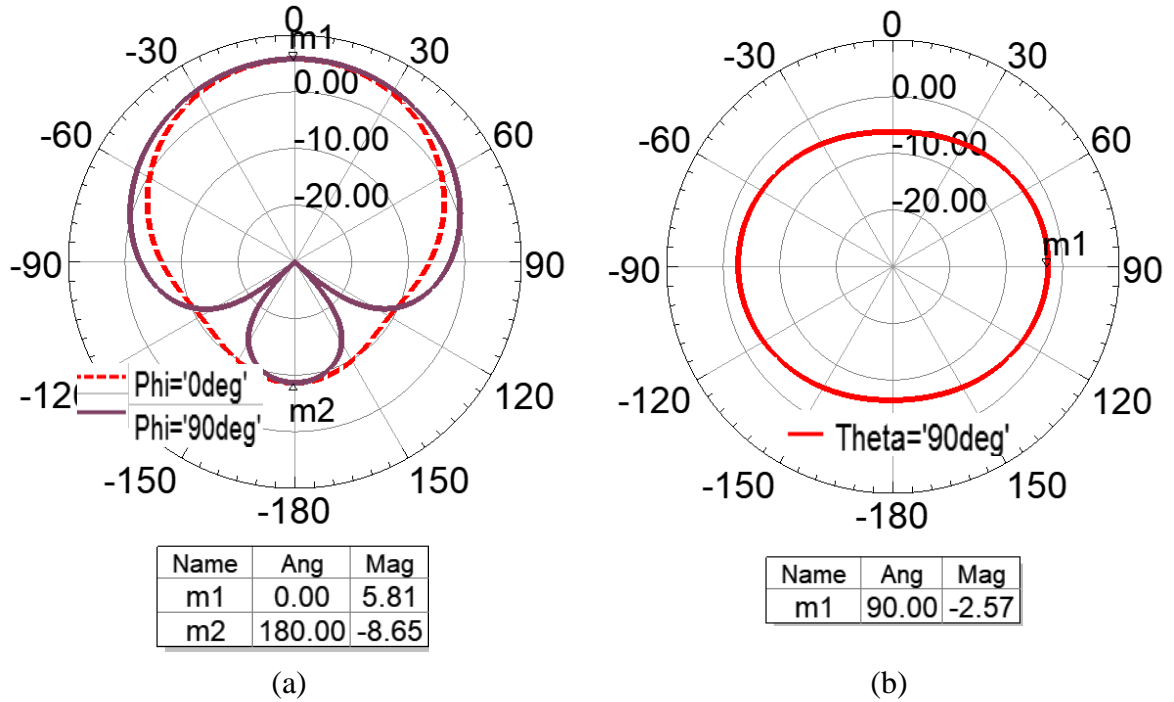 0
m1
-30
30
0.00
-60
60
-10.00
-20.00
-90
90
-120
120
m2
Phi='0deg'
Phi='90deg'
-150
150
-180
Name Ang Mag
m1 0.00 5.81
m2 180.00 -8.65
(a)
0
-30
30
0.00
-60
60
-10.00
-20.00
m1
-90
90
-120
120
Theta='90deg'
-150
150
-180
Name Ang Mag
m1 90.00 -2.57
(b)